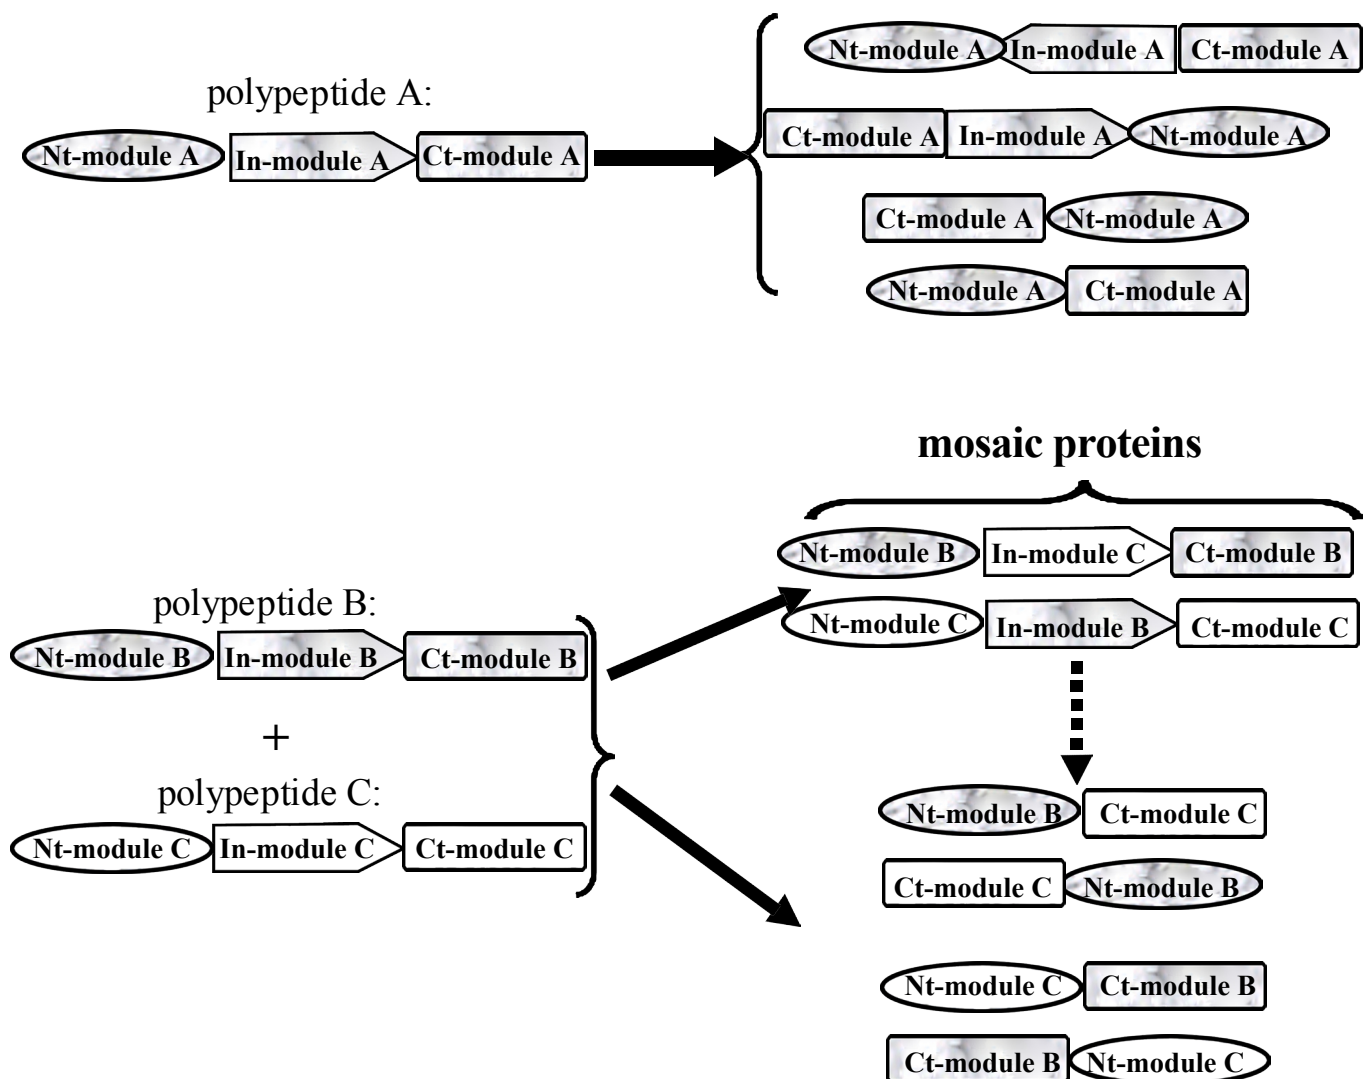 polypeptide A:
Nt-module A In-module A Ct-module A
Nt-module A In-module A Ct-module A
Ct-module A In-module A Nt-module A
Ct-module A Nt-module A
Nt-module A Ct-module A
mosaic proteins
Nt-module B In-module C Ct-module B
Nt-module C In-module B Ct-module C
polypeptide B:
Nt-module B In-module B Ct-module B
+
polypeptide C:
Nt-module C In-module C Ct-module C
Nt-module B Ct-module C
Ct-module C Nt-module B
Nt-module C Ct-module B
Ct-module B Nt-module C